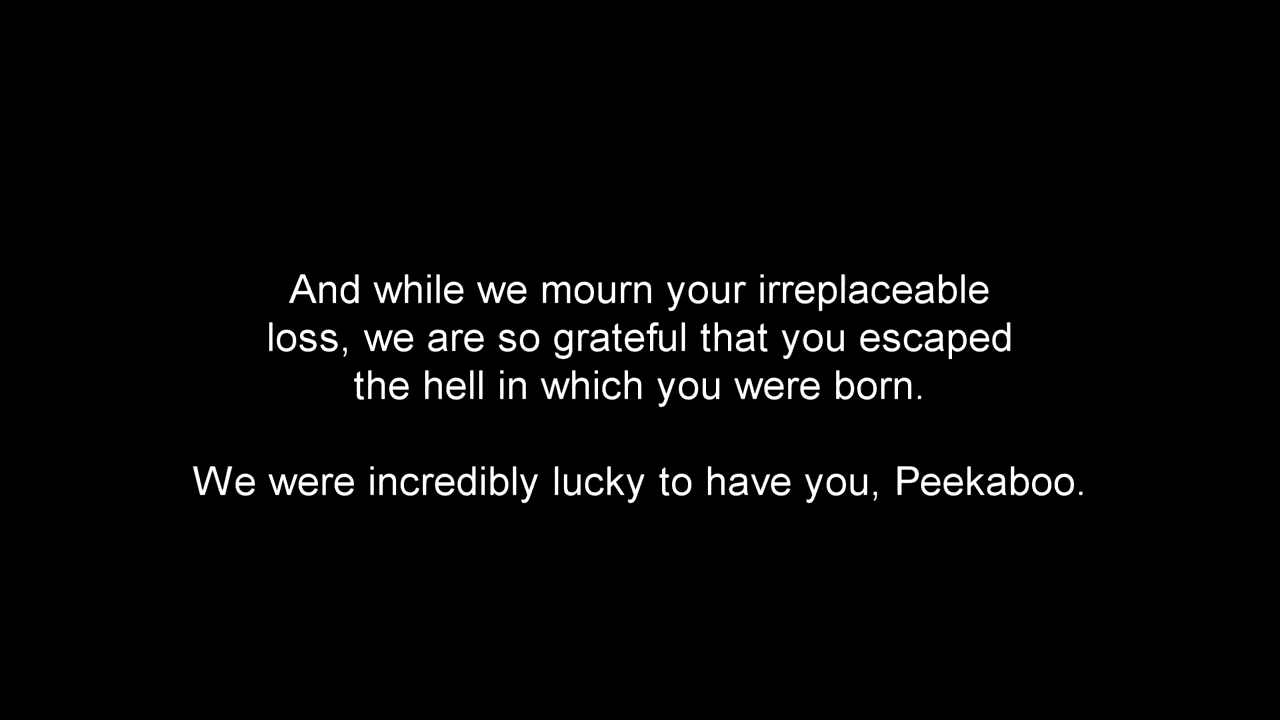 And while we mourn your irreplaceable
loss, we are so grateful that you escaped
the hell in which you were born.
We were incredibly lucky to have you, Peekaboo.